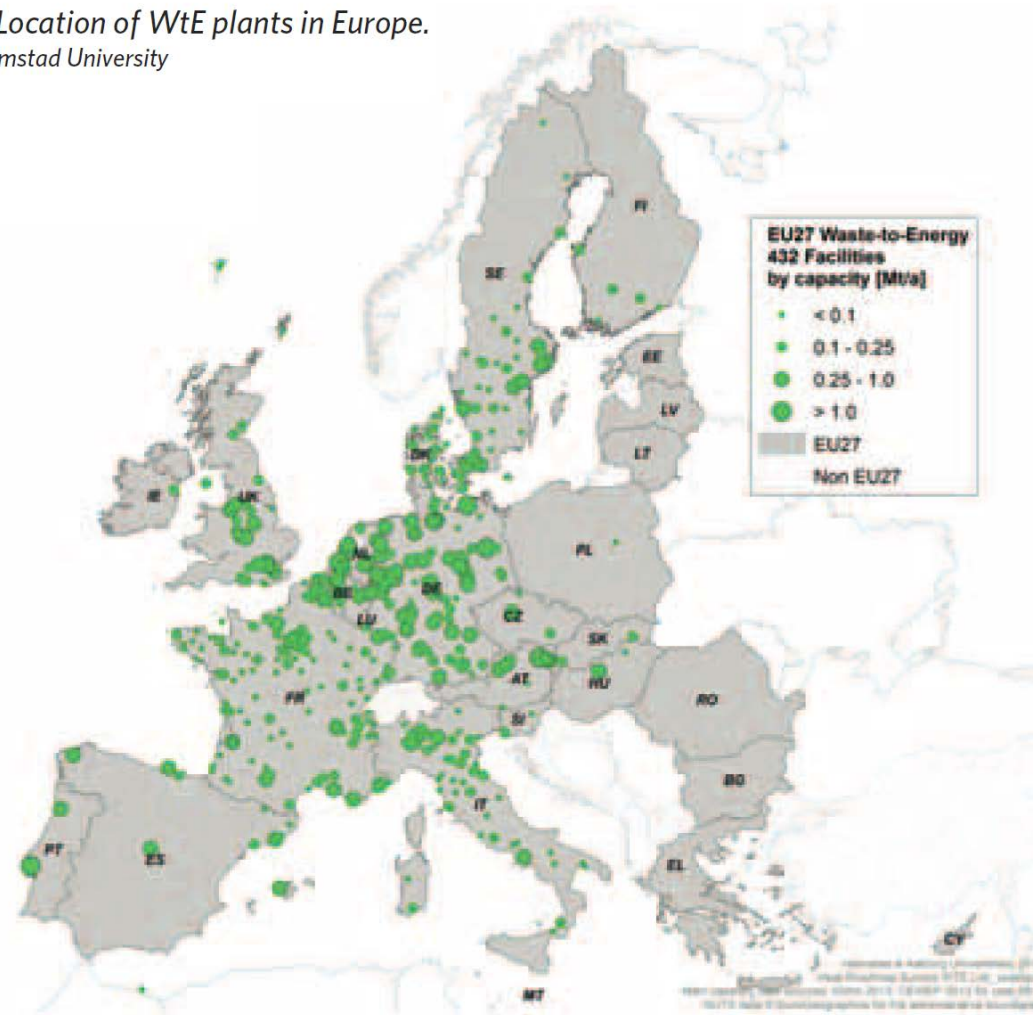 Location of WtE plants in Europe.
mstad University
FI
SE
EU27 Waste-to-Energy
432 Facilities
by capacity [Mt/a]
< 0.1
0.1 - 0.25
0.25 - 1.0
> 1.0
EU27
Non EU27
EE
LV
LT
DK
IE
UK
NL
PL
BE
DE
LU
CZ
SK
FR
AT
HU
RO
SI
BG
IT
PT
ES
EL
CY
MT